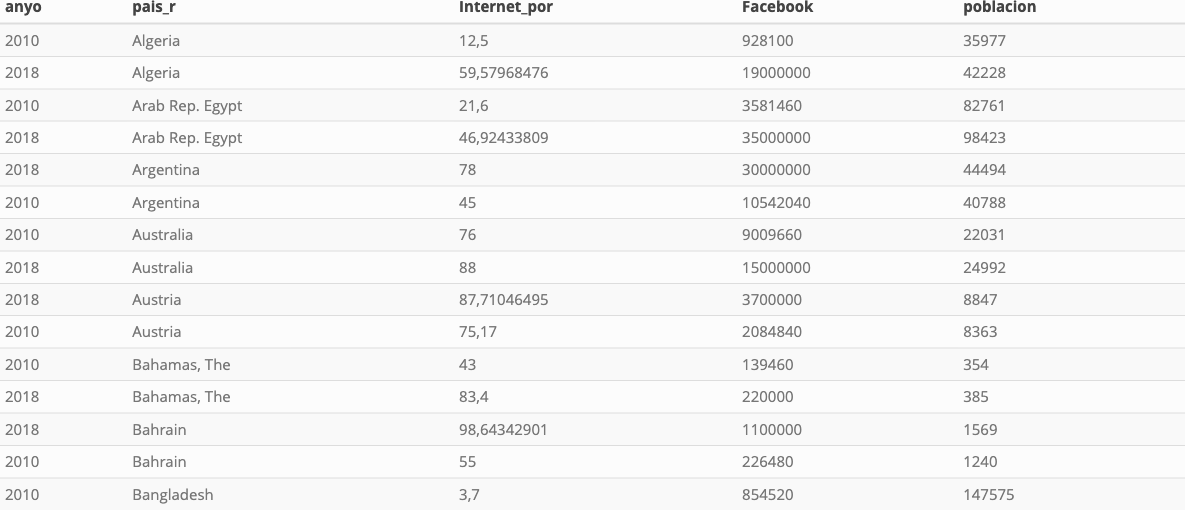 anyo pais_r Internet_por Facebook poblacion
2010 Algeria 12,5 928100 35977
2018 Algeria 59,57968476 19000000 42228
2010 Arab Rep. Egypt 21,6 3581460 82761
2018 Arab Rep. Egypt 46,92433809 35000000 98423
2018 Argentina 78 30000000 44494
2010 Argentina 45 10542040 40788
2010 Australia 76 9009660 22031
2018 Australia 88 15000000 24992
2018 Austria 87,71046495 3700000 8847
2010 Austria 75,17 2084840 8363
2010 Bahamas, The 43 139460 354
2018 Bahamas, The 83,4 220000 385
2018 Bahrain 98,64342901 1100000 1569
2010 Bahrain 55 226480 1240
2010 Bangladesh 3,7 854520 147575